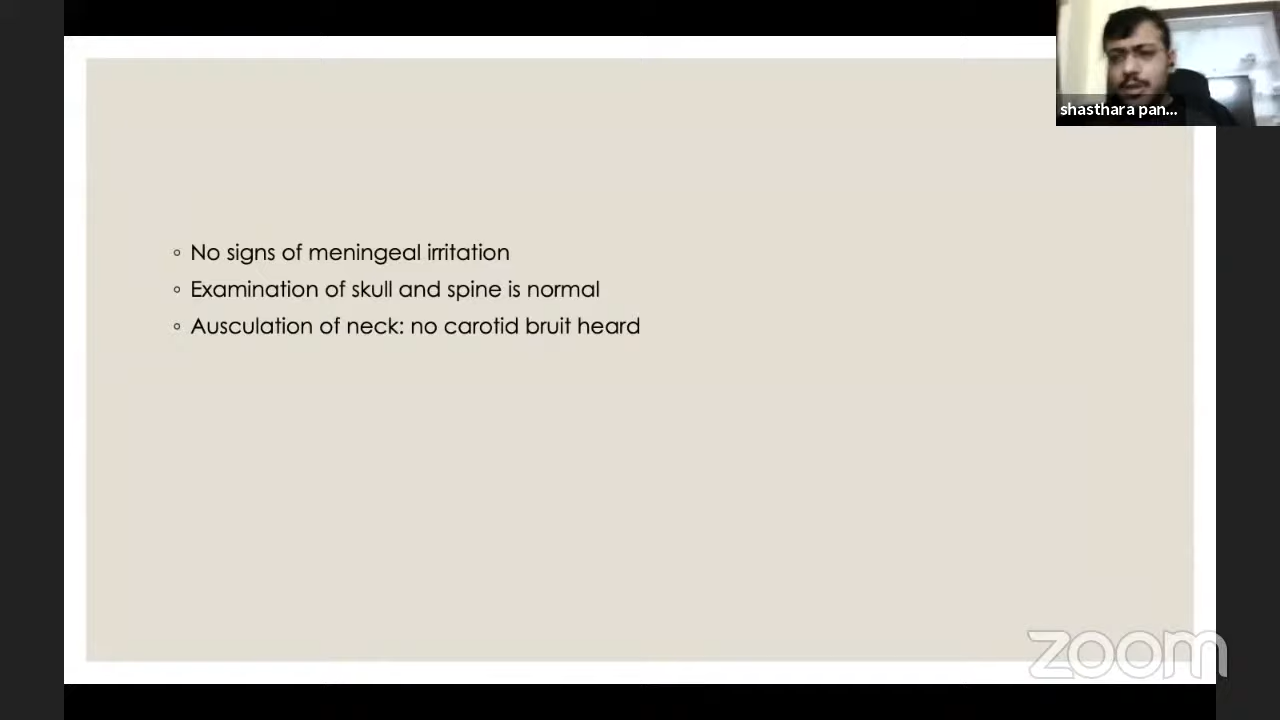 shasthara pan...
◦ No signs of meningeal irritation
◦ Examination of skull and spine is normal
◦ Ausculation of neck: no carotid bruit heard
zoom